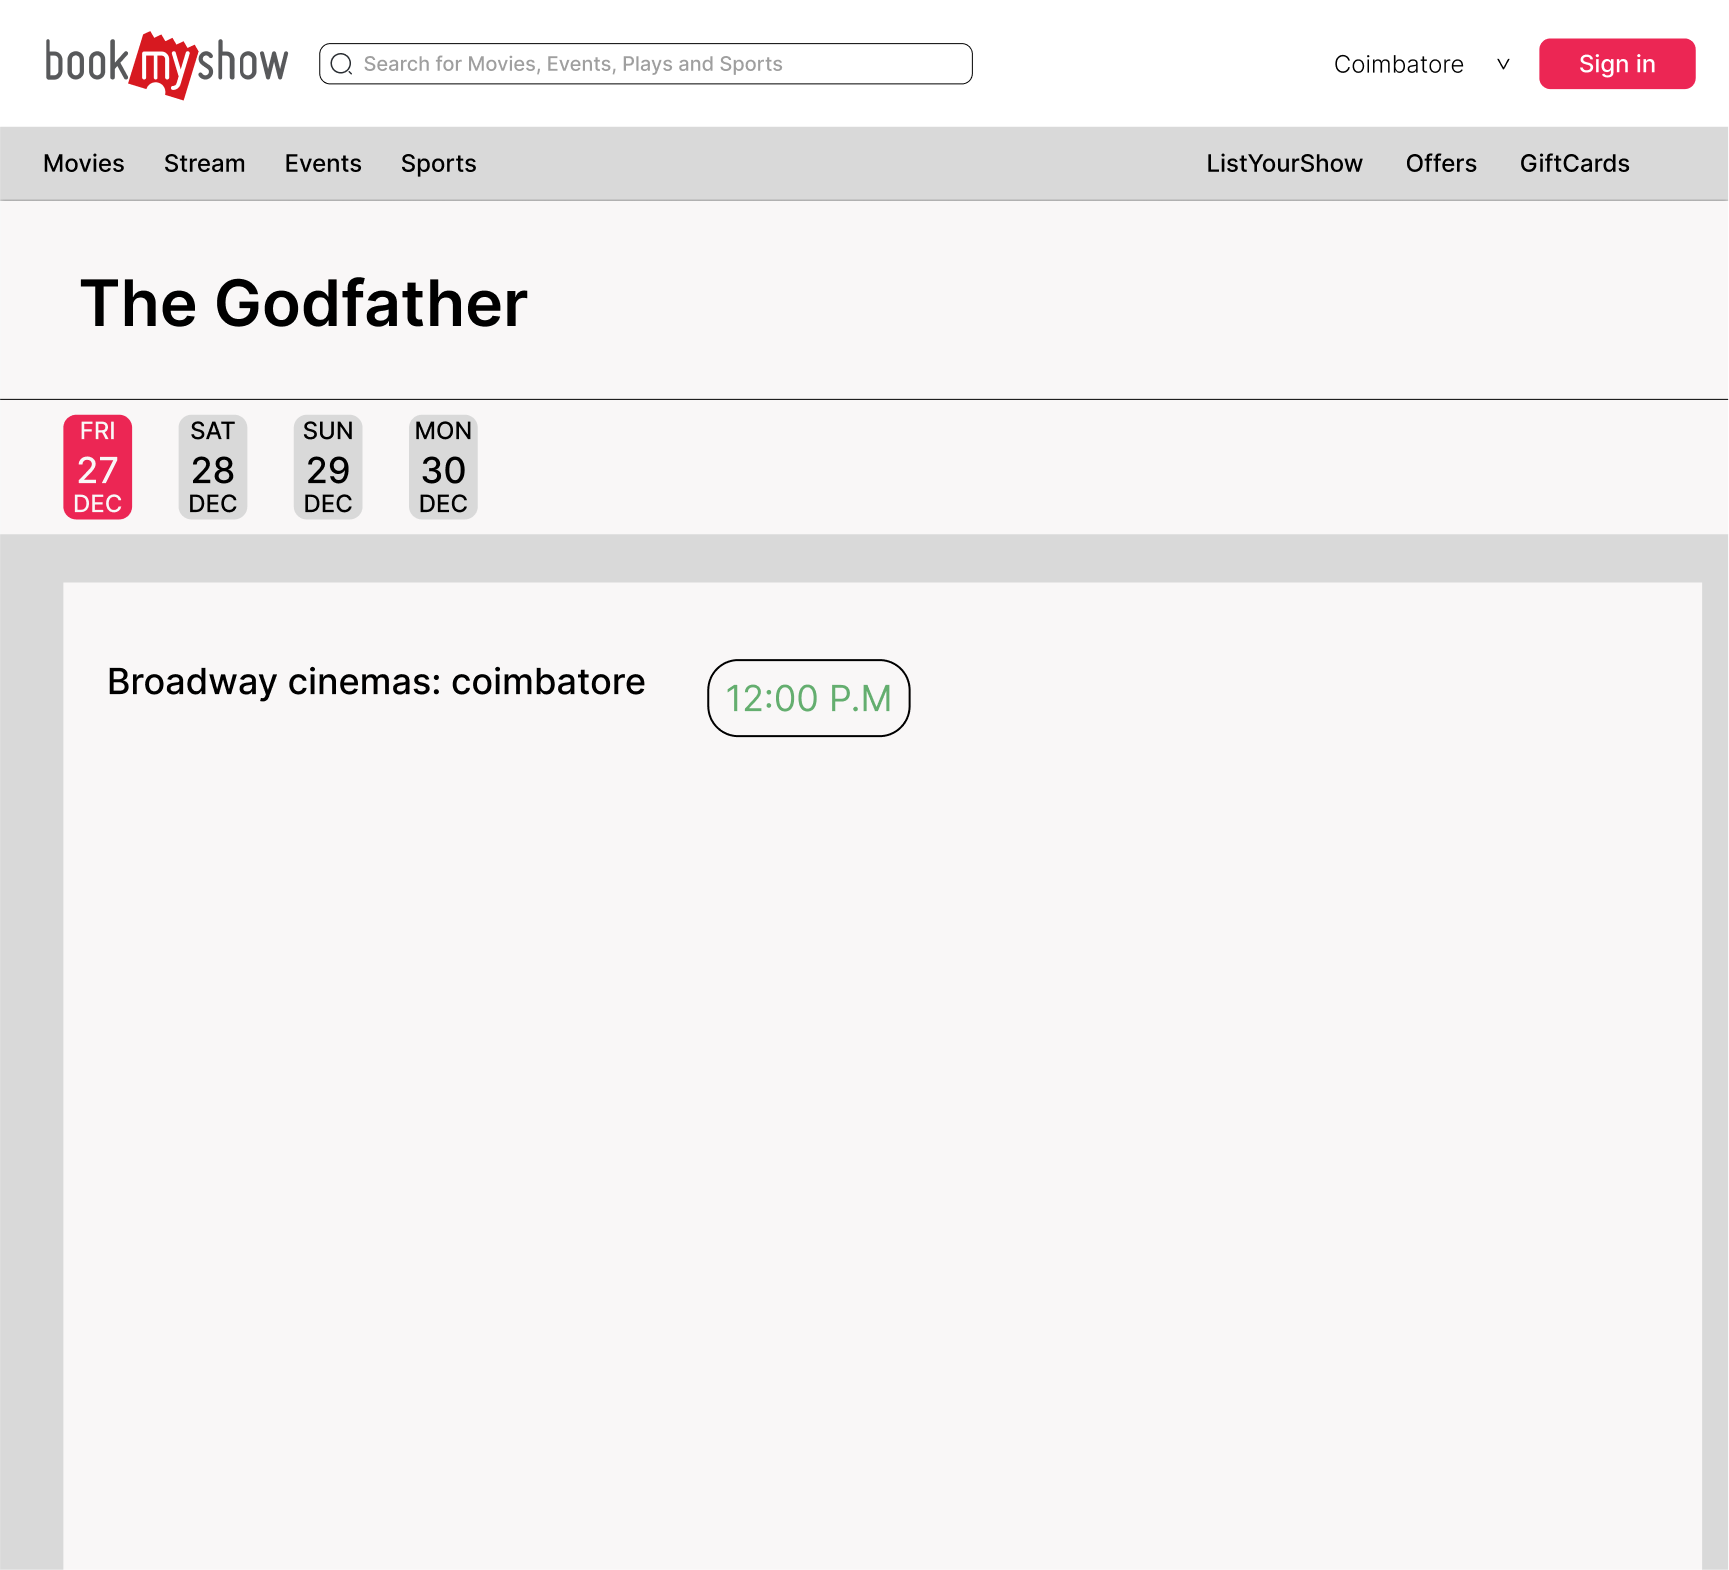 bookmyshow
Search for Movies, Events, Plays and Sports
Coimbatore
Sign in
Movies Stream Events Sports
ListYourShow Offers GiftCards
The Godfather
FRI SAT SUN MON
27 28 29 30
DEC DEC DEC DEC
Broadway cinemas: coimbatore
12:00 P.M